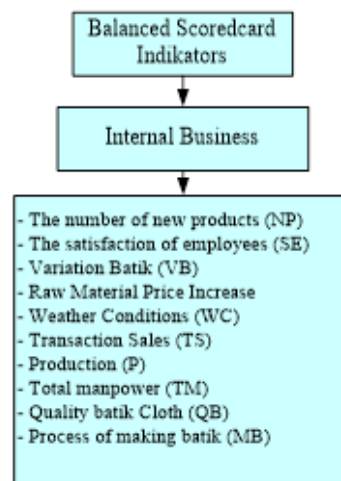 Balanced Scoredcard
Indikators
Internal Business
- The number of new products (NP)
- The satisfaction of employees (SE)
- Variation Batik (VB)
- Raw Material Price Increase
- Weather Conditions (WC)
- Transaction Sales (TS)
- Production (P)
- Total manpower (TM)
- Quality batik Cloth (QB)
- Process of making batik (MB)